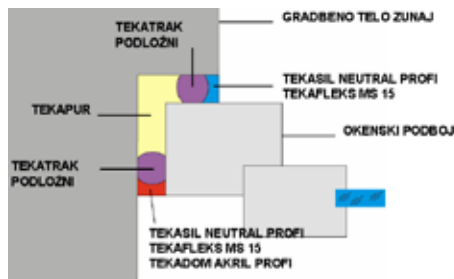 TEKATRAK
PODLOŽNI
GRADBENO TELO ZUNAJ
TEKASIL NEUTRAL PROFI
TEKAFLEKS MS 15
TEKAPUR
OKENSKI PODBOJ
TEKATRAK
PODLOŽNI
TEKASIL NEUTRAL PROFI
TEKAFLEKS MS 15
TEKADOM AKRIL PROFI